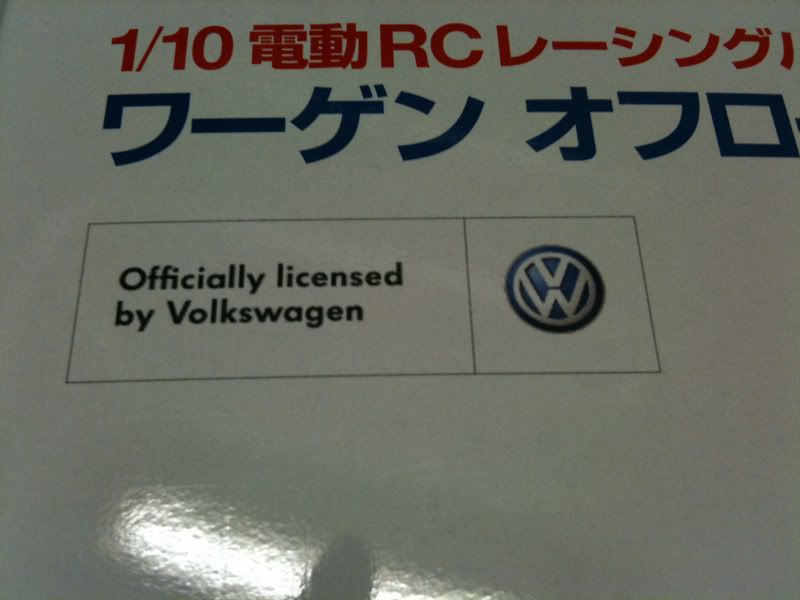 1/10 電動RCレーシング
ワーゲン オフロ
Officially licensed
by Volkswagen
VW